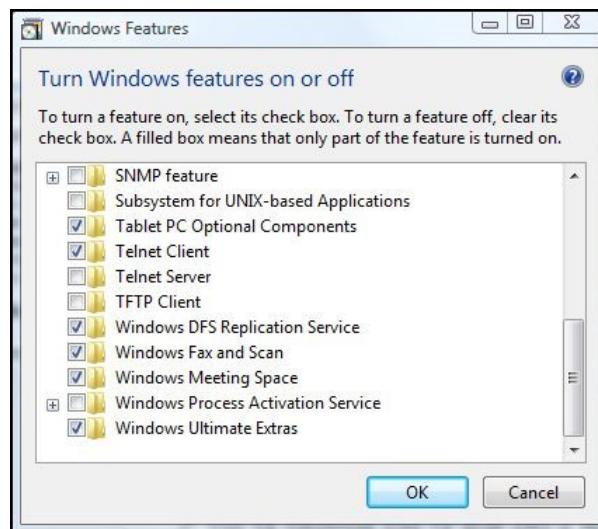 Windows Features
Turn Windows features on or off
To turn a feature on, select its check box. To turn a feature off, clear its
check box. A filled box means that only part of the feature is turned on.
SNMP feature
Subsystem for UNIX-based Applications
Tablet PC Optional Components
Telnet Client
Telnet Server
TFTP Client
Windows DFS Replication Service
Windows Fax and Scan
Windows Meeting Space
Windows Process Activation Service
Windows Ultimate Extras
OK
Cancel